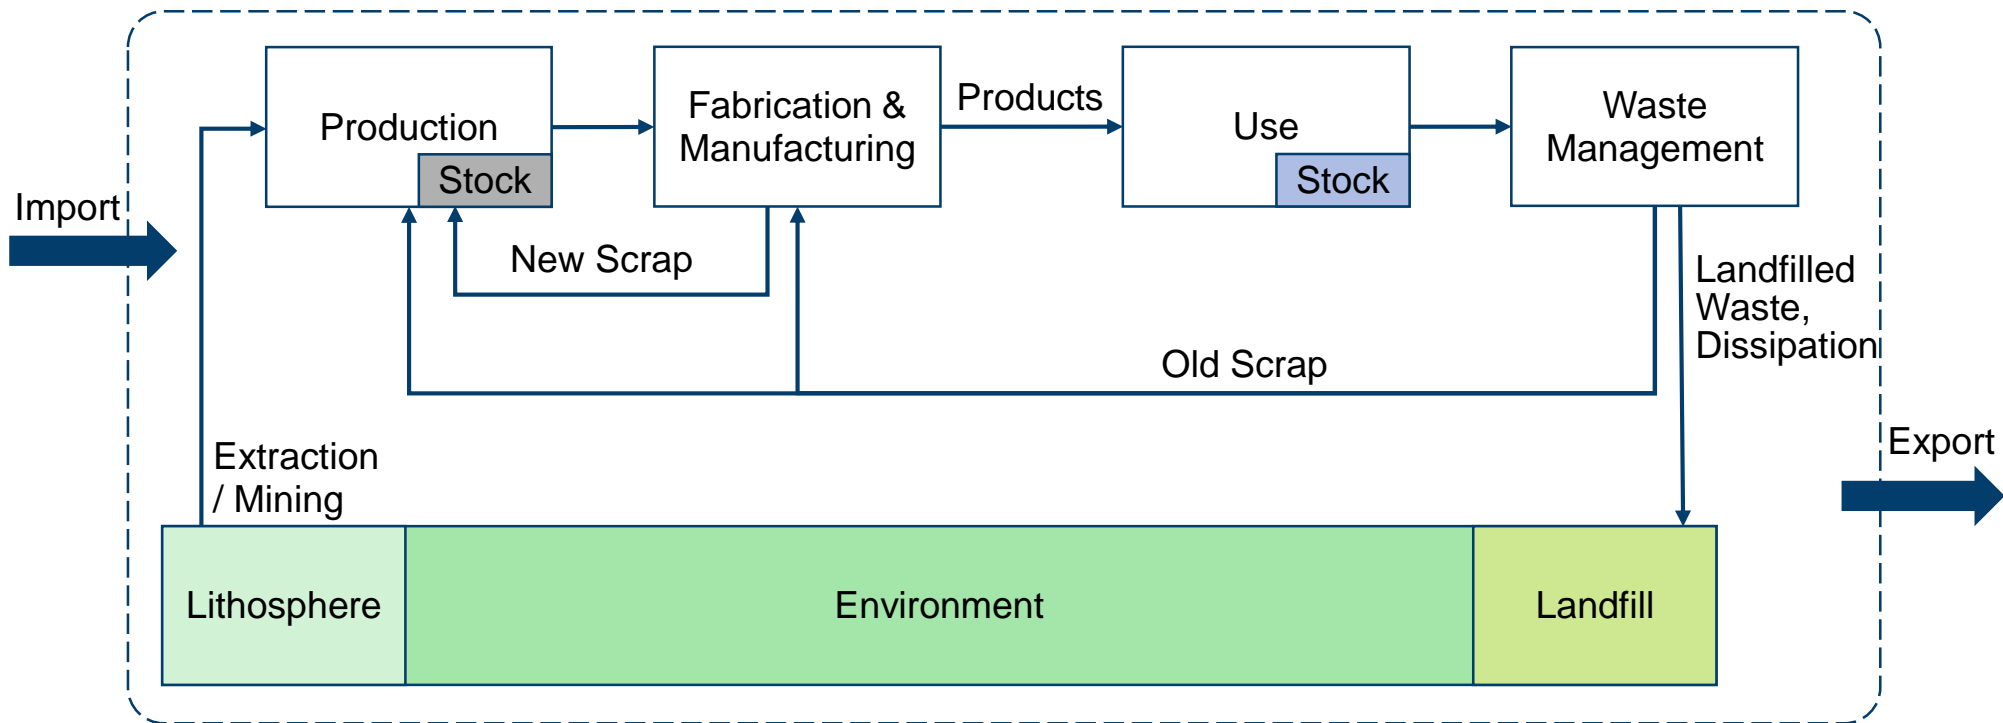 Production
Stock
Fabrication &
Manufacturing
Products
Use
Stock
Waste
Management
Import
New Scrap
Landfilled
Waste,
Dissipation
Old Scrap
Extraction
/ Mining
Export
Lithosphere
Environment
Landfill